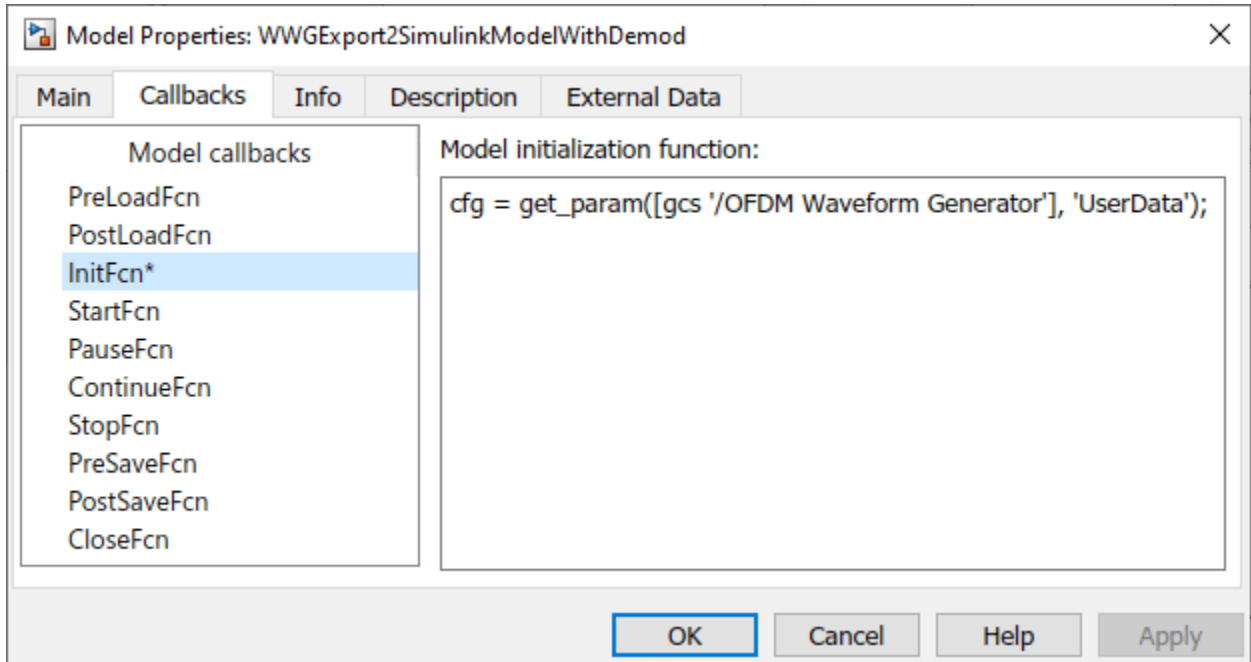 Model Properties: WWGExport2SimulinkModelWithDemod
Main Callbacks Info Description External Data
Model callbacks
PreLoadFcn
PostLoadFcn
InitFcn*
StartFcn
PauseFcn
ContinueFcn
StopFcn
PreSaveFcn
PostSaveFcn
CloseFcn
Model initialization function:
cfg = get_param([gcs '/OFDM Waveform Generator'], 'UserData');
OK Cancel Help Apply